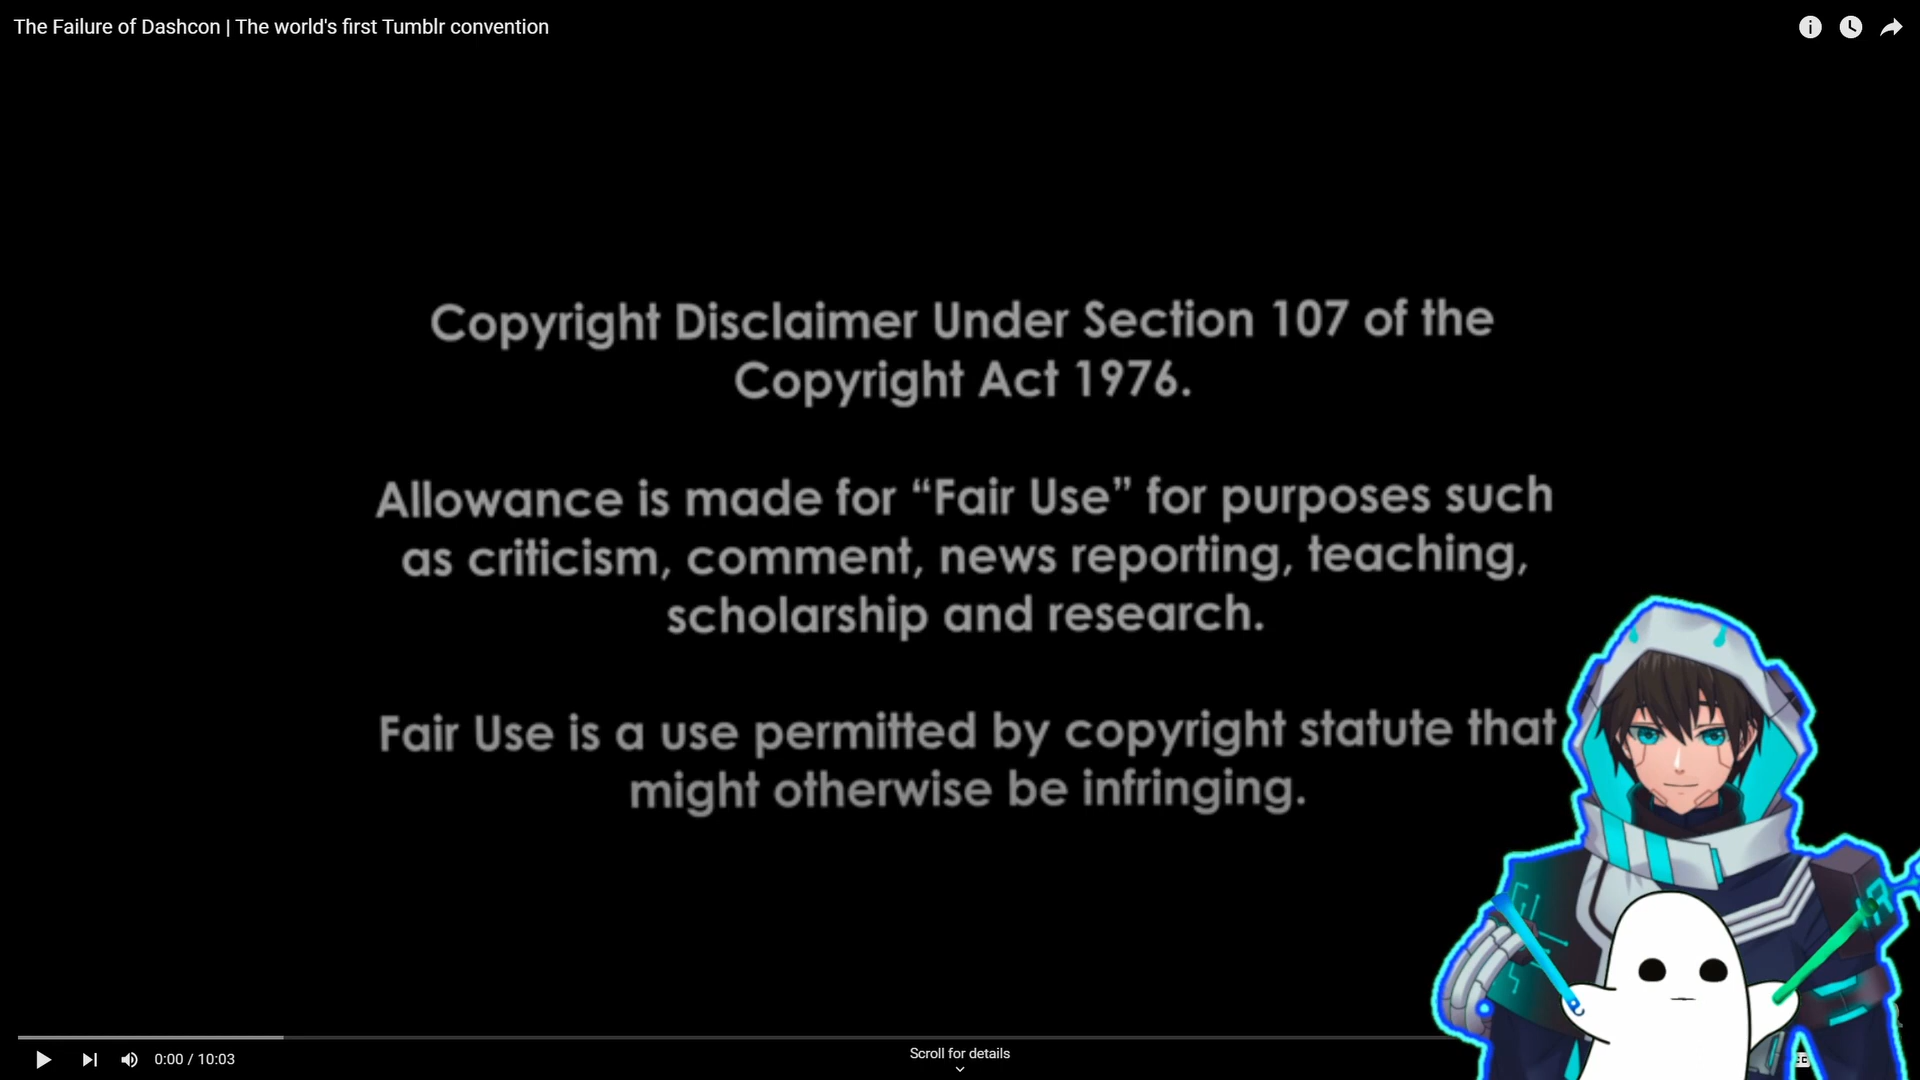 The Failure of Dashcon | The world's first Tumblr convention
Copyright Disclaimer Under Section 107 of the
Copyright Act 1976.
Allowance is made for “Fair Use” for purposes such
as criticism, comment, news reporting, teaching,
scholarship and research.
Fair Use is a use permitted by copyright statute that
might otherwise be infringing.
0:00 / 10:03
Scroll for details